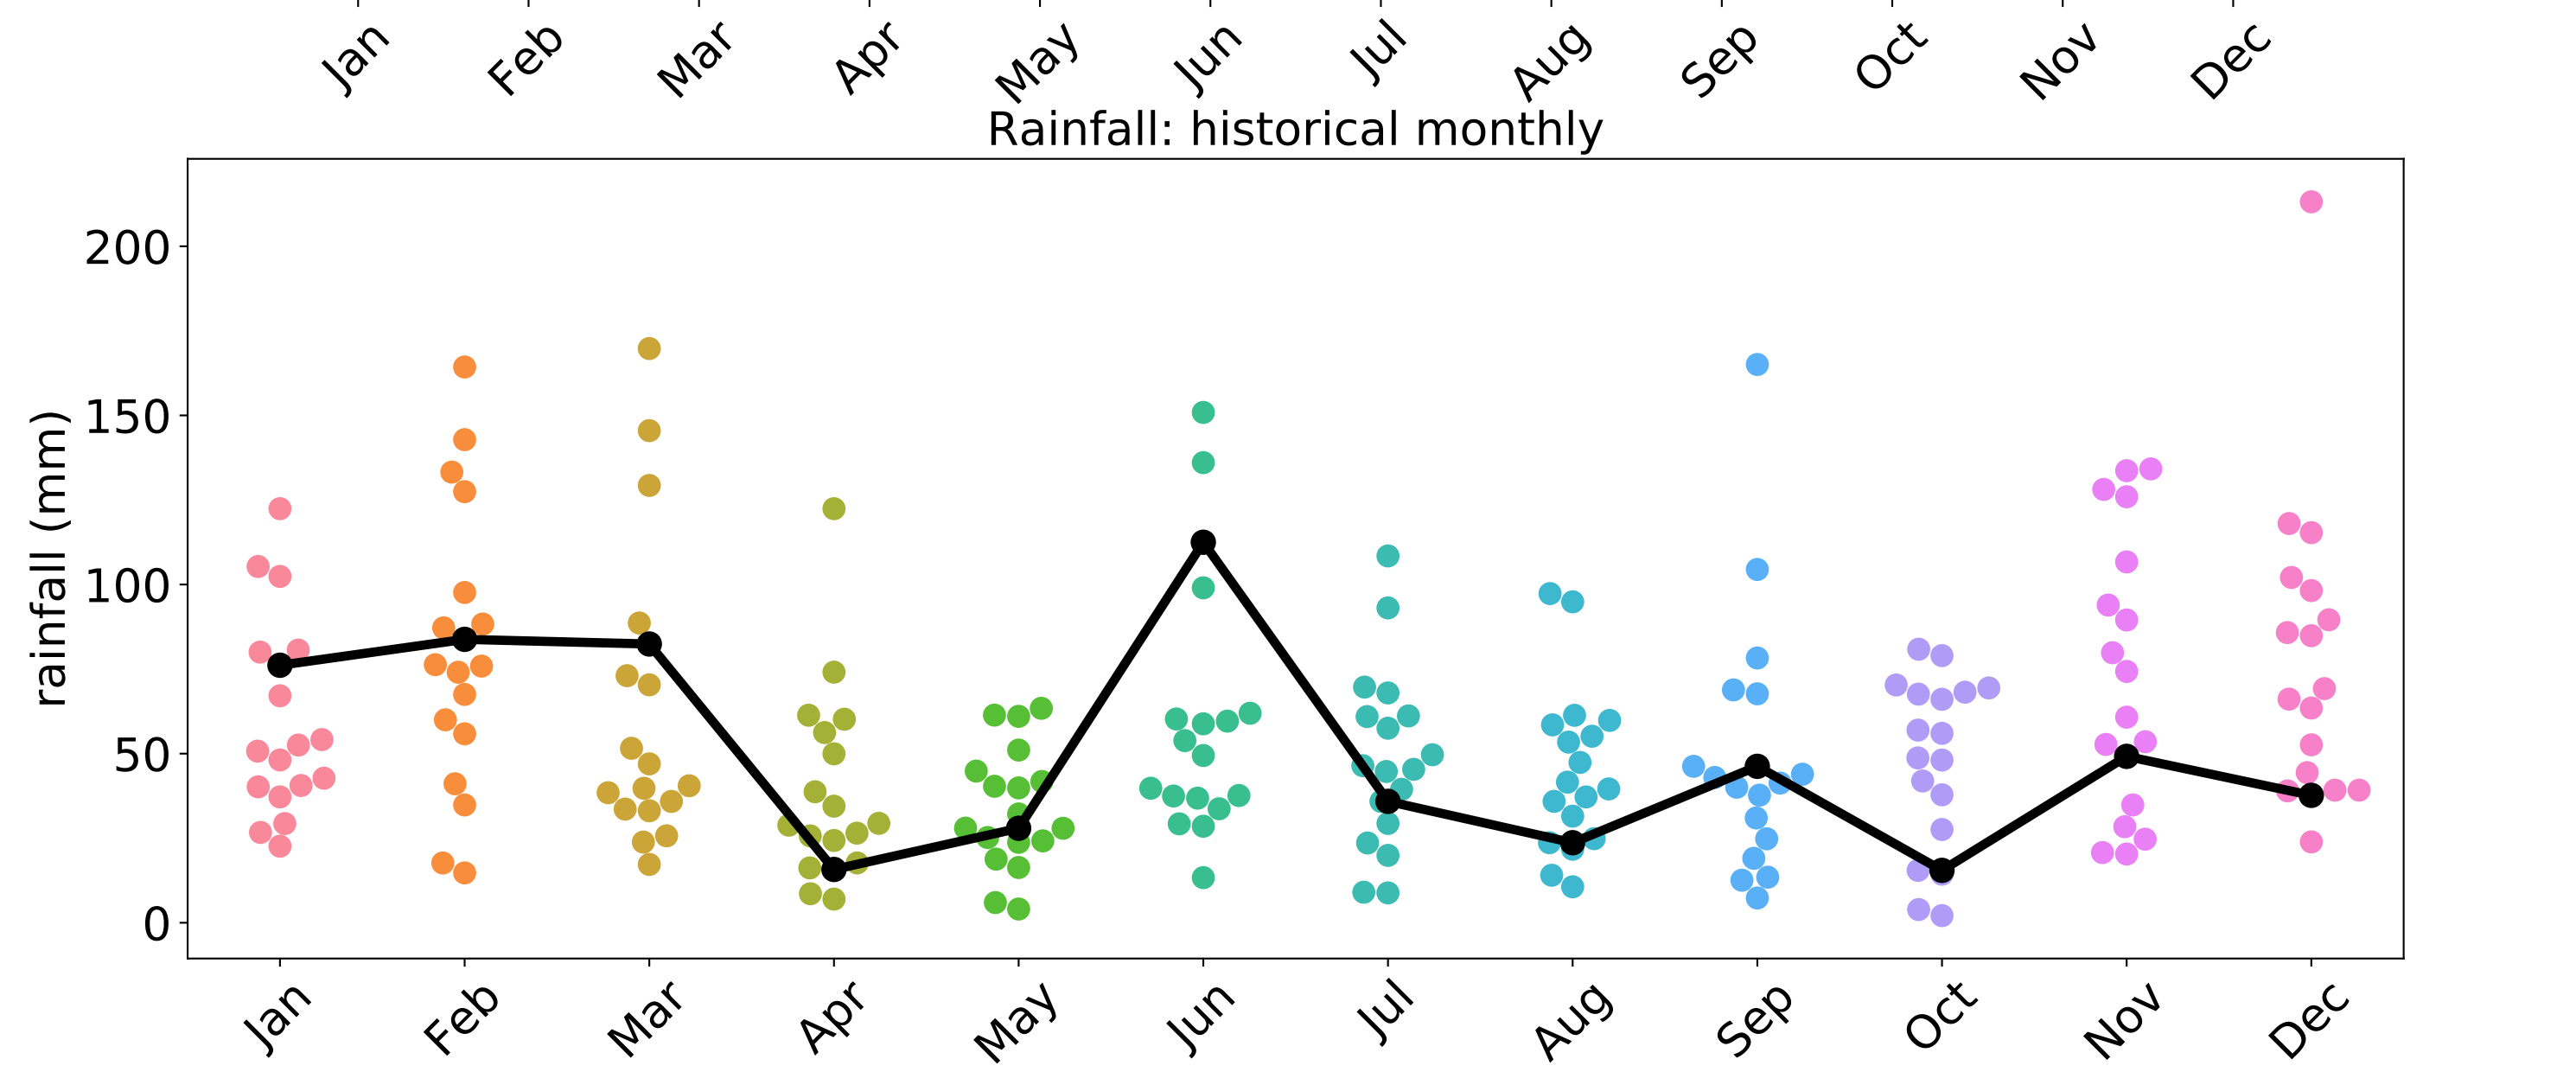 Jan Feb Mar Apr May Jun Jul Aug Sep Oct Nov Dec
Rainfall: historical monthly
rainfall (mm)
200
150
100
50
0
Jan Feb Mar Apr May Jun Jul Aug Sep Oct Nov Dec